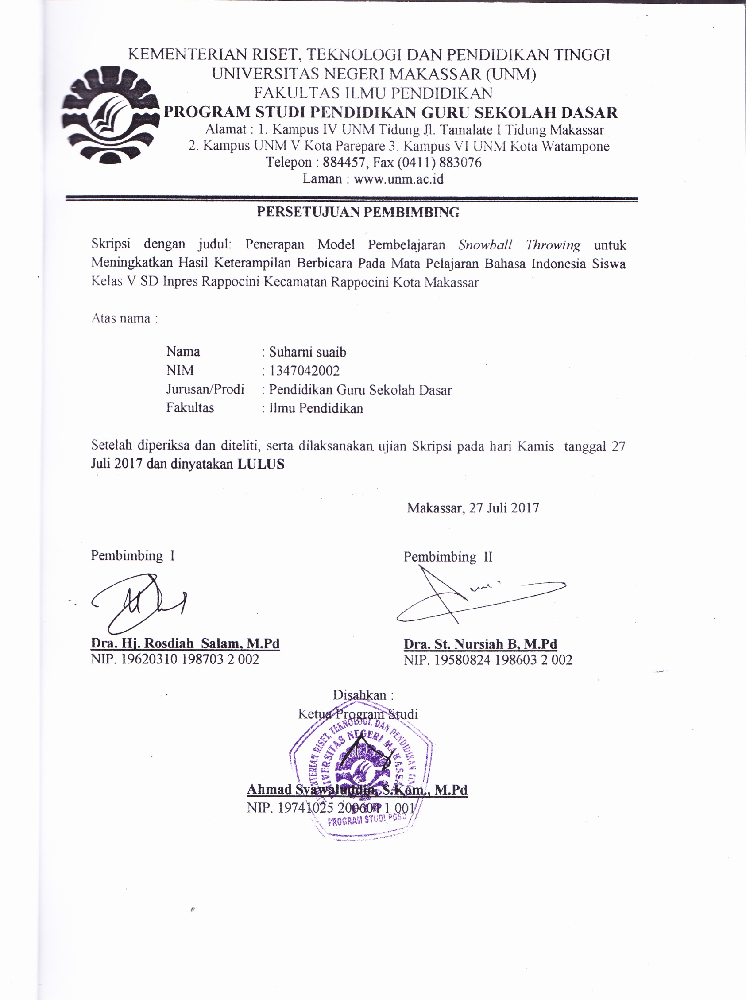 KEMENTERIAN RISET, TEKNOLOGI DAN PENDIDIKAN TINGGI
UNIVERSITAS NEGERI MAKASSAR (UNM)
FAKULTAS ILMU PENDIDIKAN
PROGRAM STUDI PENDIDIKAN GURU SEKOLAH DASAR
Alamat : 1. Kampus IV UNM Tidung Jl. Tamalate I Tidung Makassar
2. Kampus UNM V Kota Parepare 3. Kampus VI UNM Kota Watampone
Telepon : 884457, Fax (0411) 883076
Laman : www.unm.ac.id
PERSETUJUAN PEMBIMBING
Skripsi dengan judul: Penerapan Model Pembelajaran Snowball Throwing untuk
Meningkatkan Hasil Keterampilan Berbicara Pada Mata Pelajaran Bahasa Indonesia Siswa
Kelas V SD Inpres Rappocini Kecamatan Rappocini Kota Makassar
Atas nama :
Nama : Suharni suaib
NIM : 1347042002
Jurusan/Prodi : Pendidikan Guru Sekolah Dasar
Fakultas : Ilmu Pendidikan
Setelah diperiksa dan diteliti, serta dilaksanakan ujian Skripsi pada hari Kamis tanggal 27
Juli 2017 dan dinyatakan LULUS
Makassar, 27 Juli 2017
Pembimbing I Pembimbing II
Dra. Hj. Rosdiah Salam, M.Pd Dra. St. Nursiah B, M.Pd
NIP. 19620310 198703 2 002 NIP. 19580824 198603 2 002
Disahkan :
Ketua Program Studi
RISET, TEKNOLOGI, DAN PENDIDIKAN
UNIVERSITAS NEGERI MAKASSAR
Ahmad Syawaluddin, S.Kom., M.Pd
NIP. 19741025 200604 1 001
PROGRAM STUDI PGSD